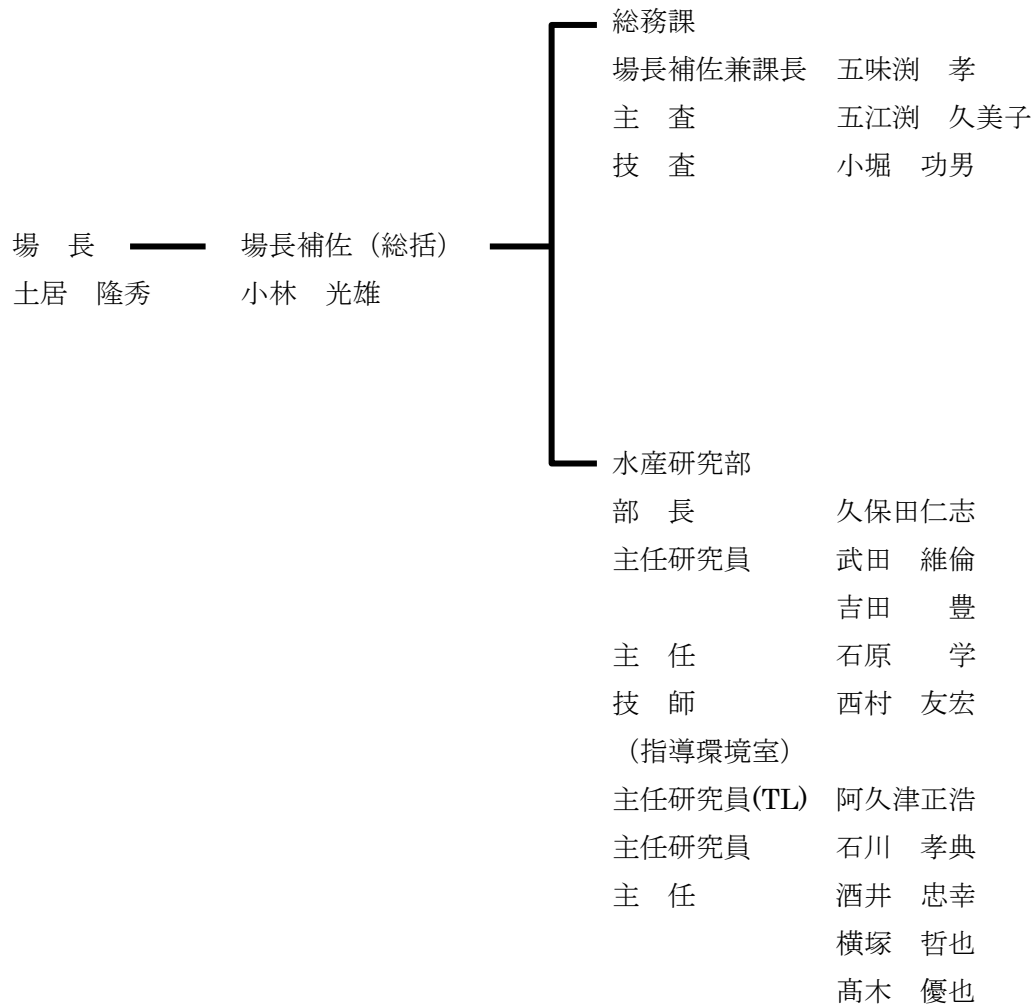 総務課
場長補佐兼課長　五味渕　孝
主　査　五江渕　久美子
技　査　小堀　功男
場　長　場長補佐（総括）
土居　隆秀　小林　光雄
水産研究部
部　長　久保田仁志
主任研究員　武田　維倫
吉田　豊
主　任　石原　学
技　師　西村　友宏
（指導環境室）
主任研究員(TL)　阿久津正浩
主任研究員　石川　孝典
主　任　酒井　忠幸
横塚　哲也
髙木　優也